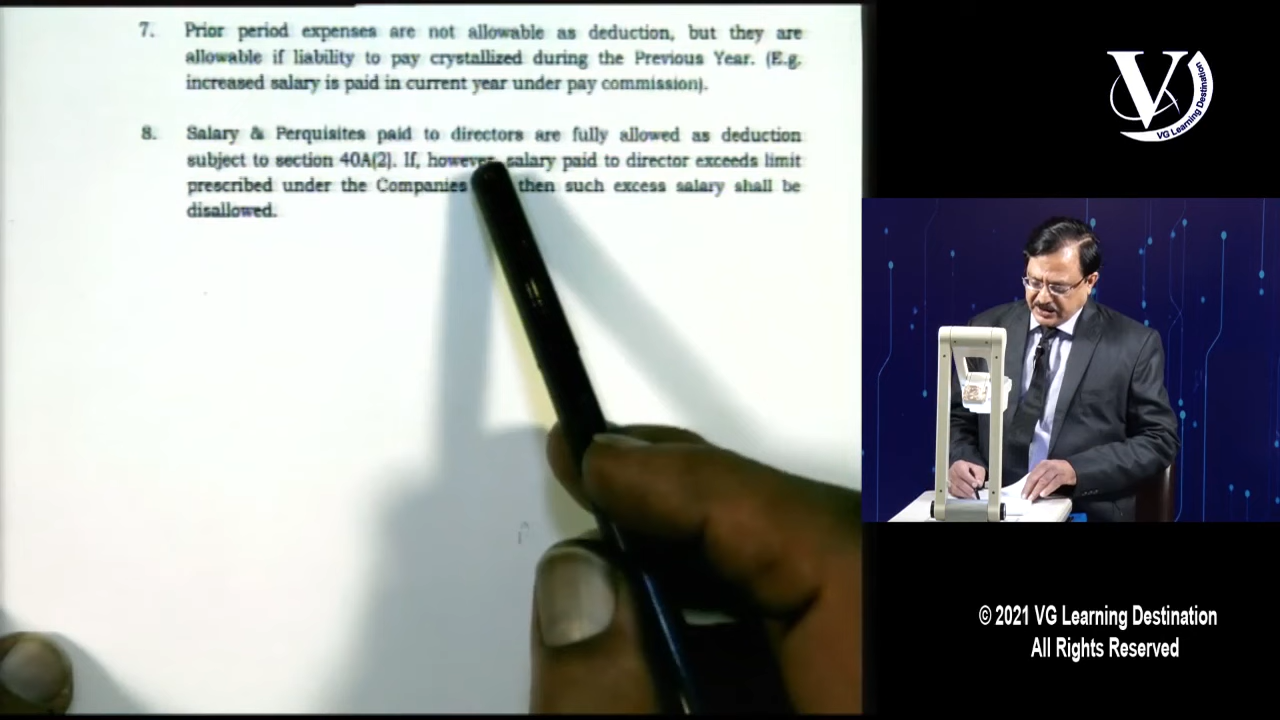 7. Prior period expenses are not allowable as deduction, but they are
allowable if liability to pay crystallized during the Previous Year. (E.g.
increased salary is paid in current year under pay commission).
8. Salary & Perquisites paid to directors are fully allowed as deduction
subject to section 40A(2). If, however, salary paid to director exceeds limit
prescribed under the Companies then such excess salary shall be
disallowed.
V
VG Learning Destination
© 2021 VG Learning Destination
All Rights Reserved